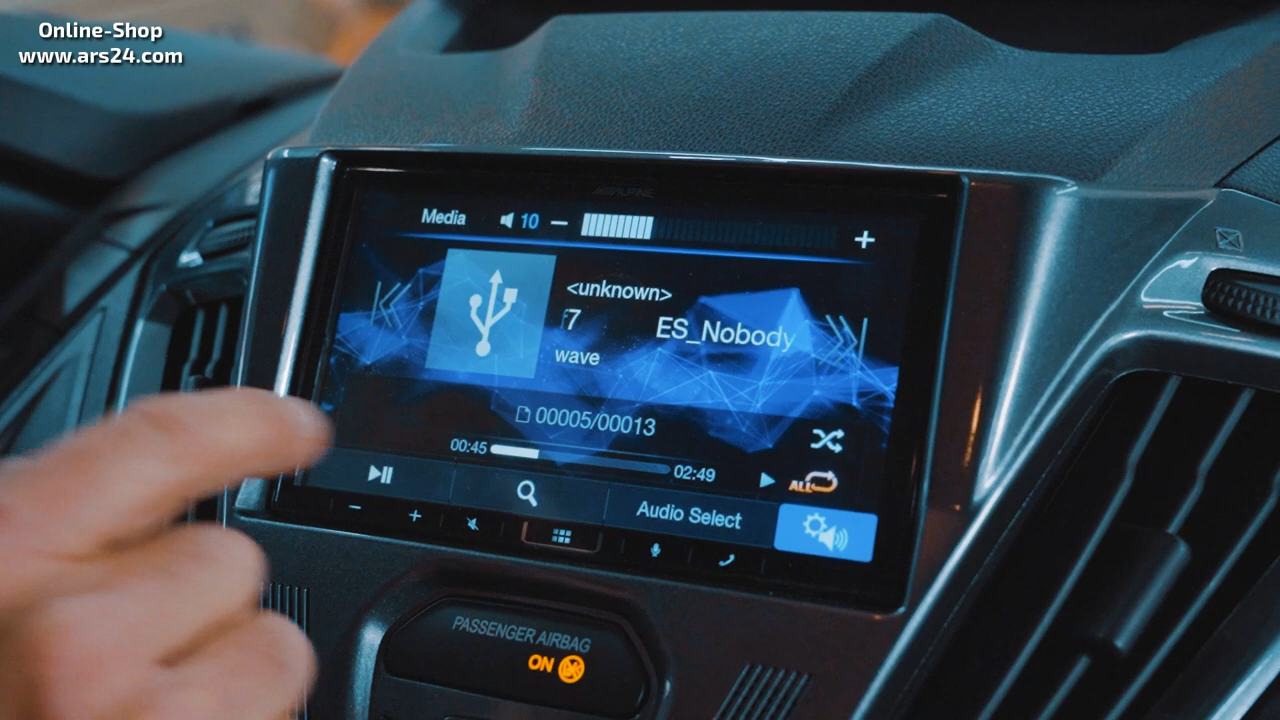 Online-Shop
www.ars24.com
ALPINE
Media 10
<unknown>
7 ES_Nobody
wave
00005/00013
00:45 02:49
ALL
Audio Select
PASSENGER AIRBAG
ON